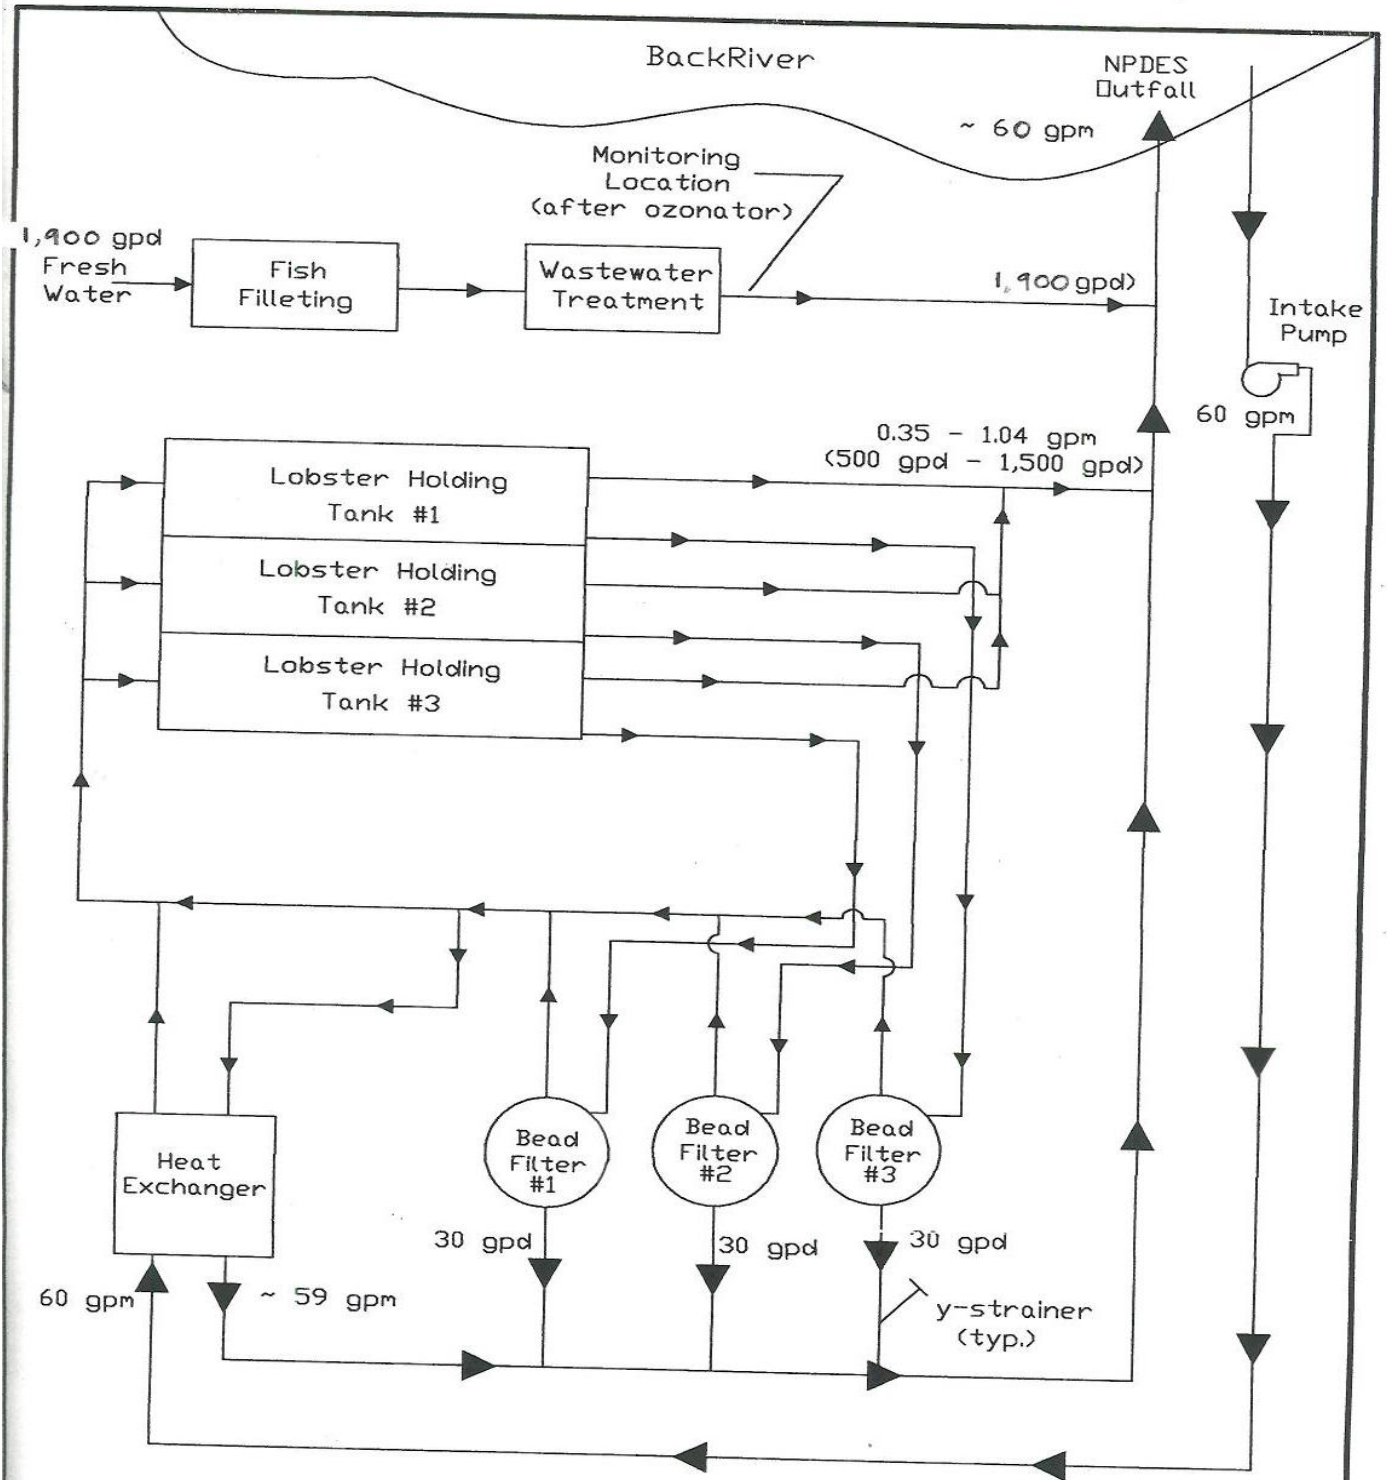 BackRiver
NPDES
Outfall
~ 60 gpm
Monitoring
Location
(after ozonator)
1,900 gpd
Fresh
Water
Fish
Filleting
Wastewater
Treatment
1,900 gpd)
Intake
Pump
60 gpm
0.35 - 1.04 gpm
(500 gpd - 1,500 gpd)
Lobster Holding
Tank #1
Lobster Holding
Tank #2
Lobster Holding
Tank #3
Heat
Exchanger
Bead
Filter
#1
Bead
Filter
#2
Bead
Filter
#3
30 gpd
30 gpd
30 gpd
60 gpm
~ 59 gpm
y-strainer
(typ.)